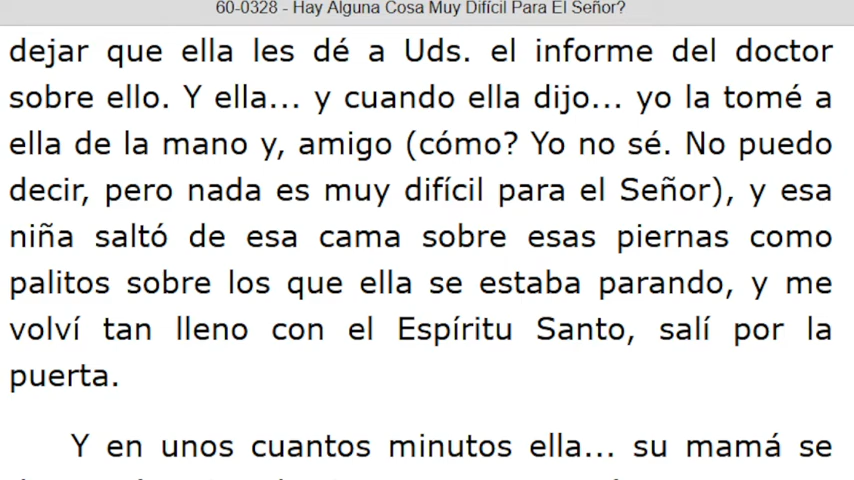 60-0328 - Hay Alguna Cosa Muy Difícil Para El Señor?
dejar que ella les dé a Uds. el informe del doctor
sobre ello. Y ella... y cuando ella dijo... yo la tomé a
ella de la mano y, amigo (cómo? Yo no sé. No puedo
decir, pero nada es muy difícil para el Señor), y esa
niña saltó de esa cama sobre esas piernas como
palitos sobre los que ella se estaba parando, y me
volví tan lleno con el Espíritu Santo, salí por la
puerta.
Y en unos cuantos minutos ella... su mamá se